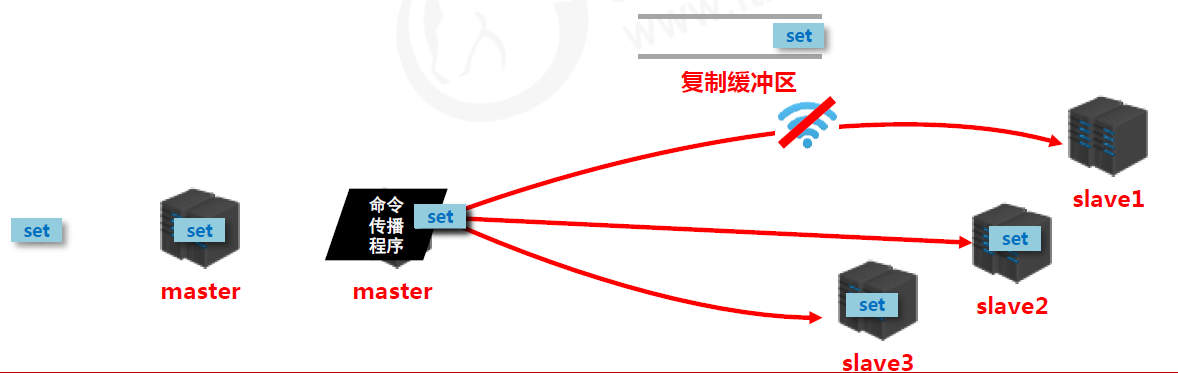 set
复制缓冲区
slave1
命令
传播
程序
set
set
set
set
slave2
master
master
set
slave3